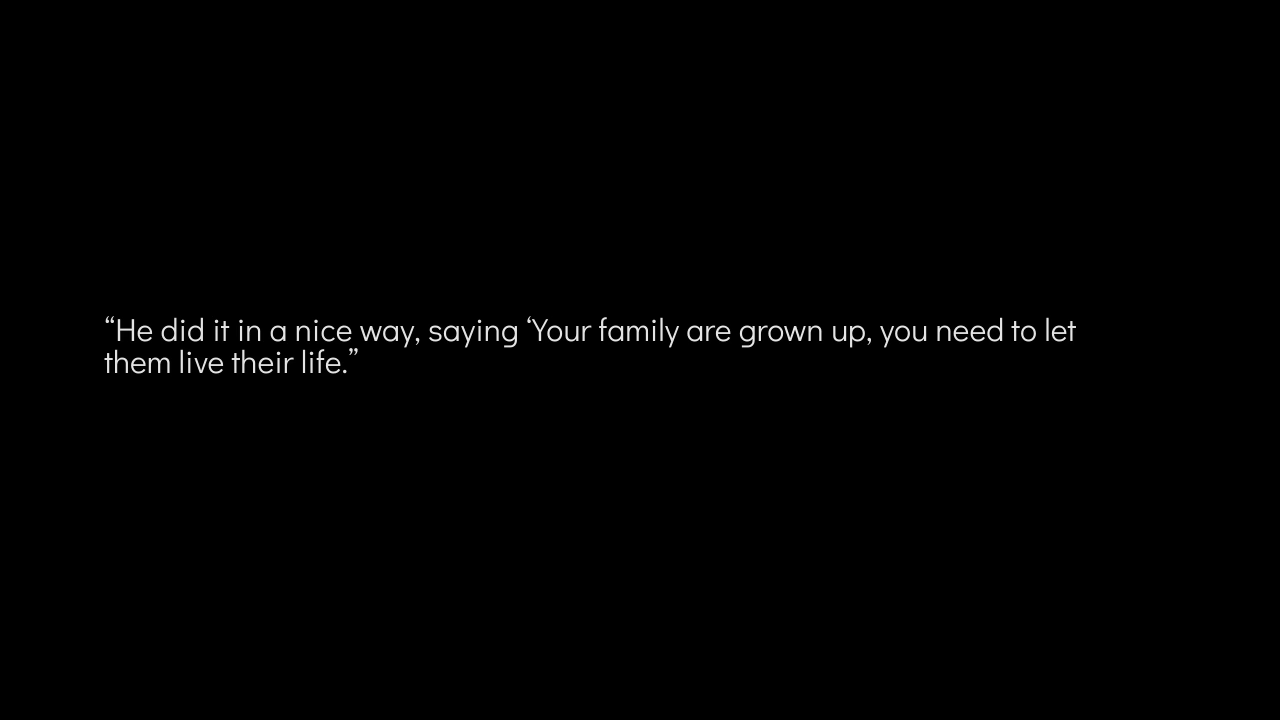 “He did it in a nice way, saying ‘Your family are grown up, you need to let
them live their life.”